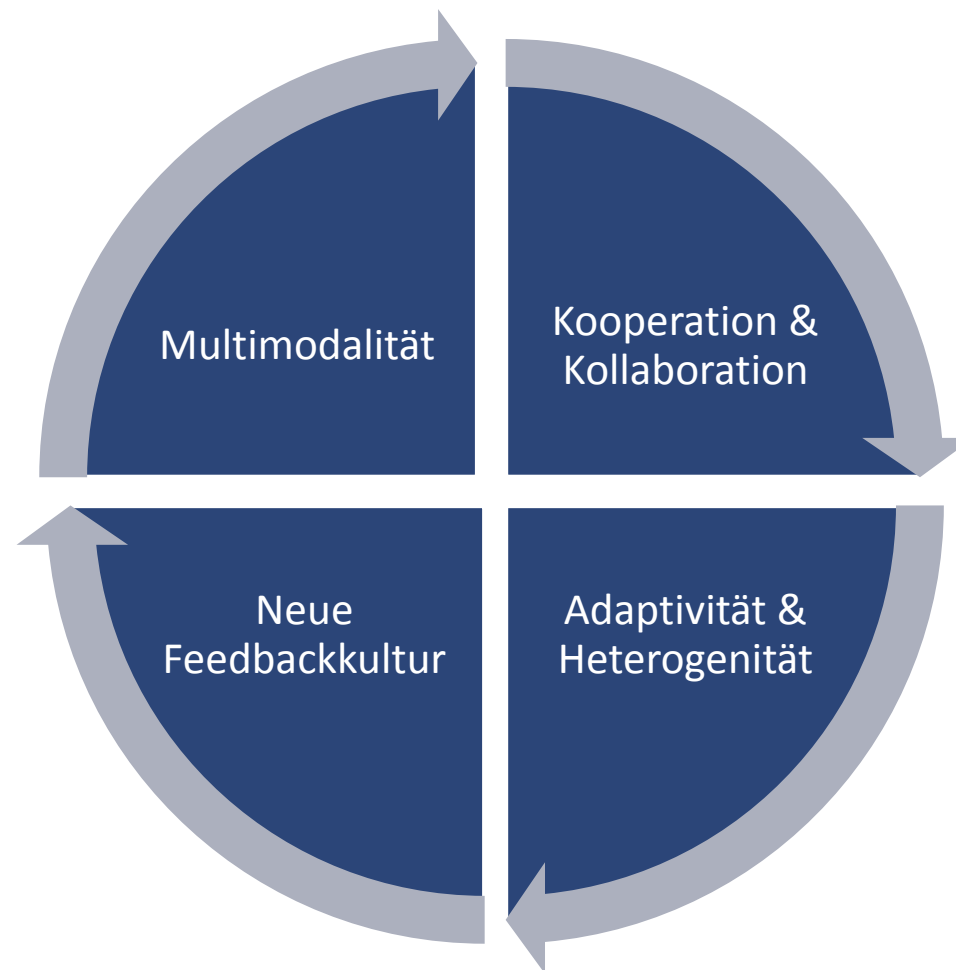 Multimodalität
Kooperation &
Kollaboration
Neue
Feedbackkultur
Adaptivität &
Heterogenität